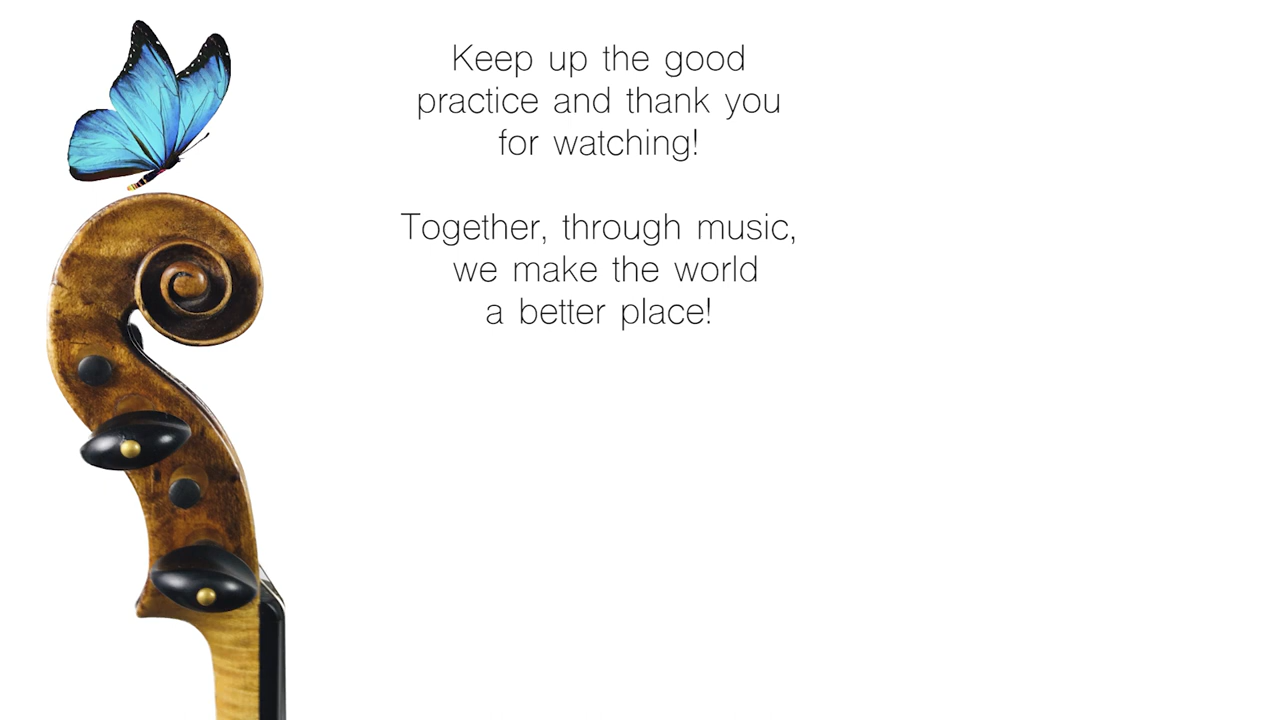 Keep up the good
practice and thank you
for watching!
Together, through music,
we make the world
a better place!